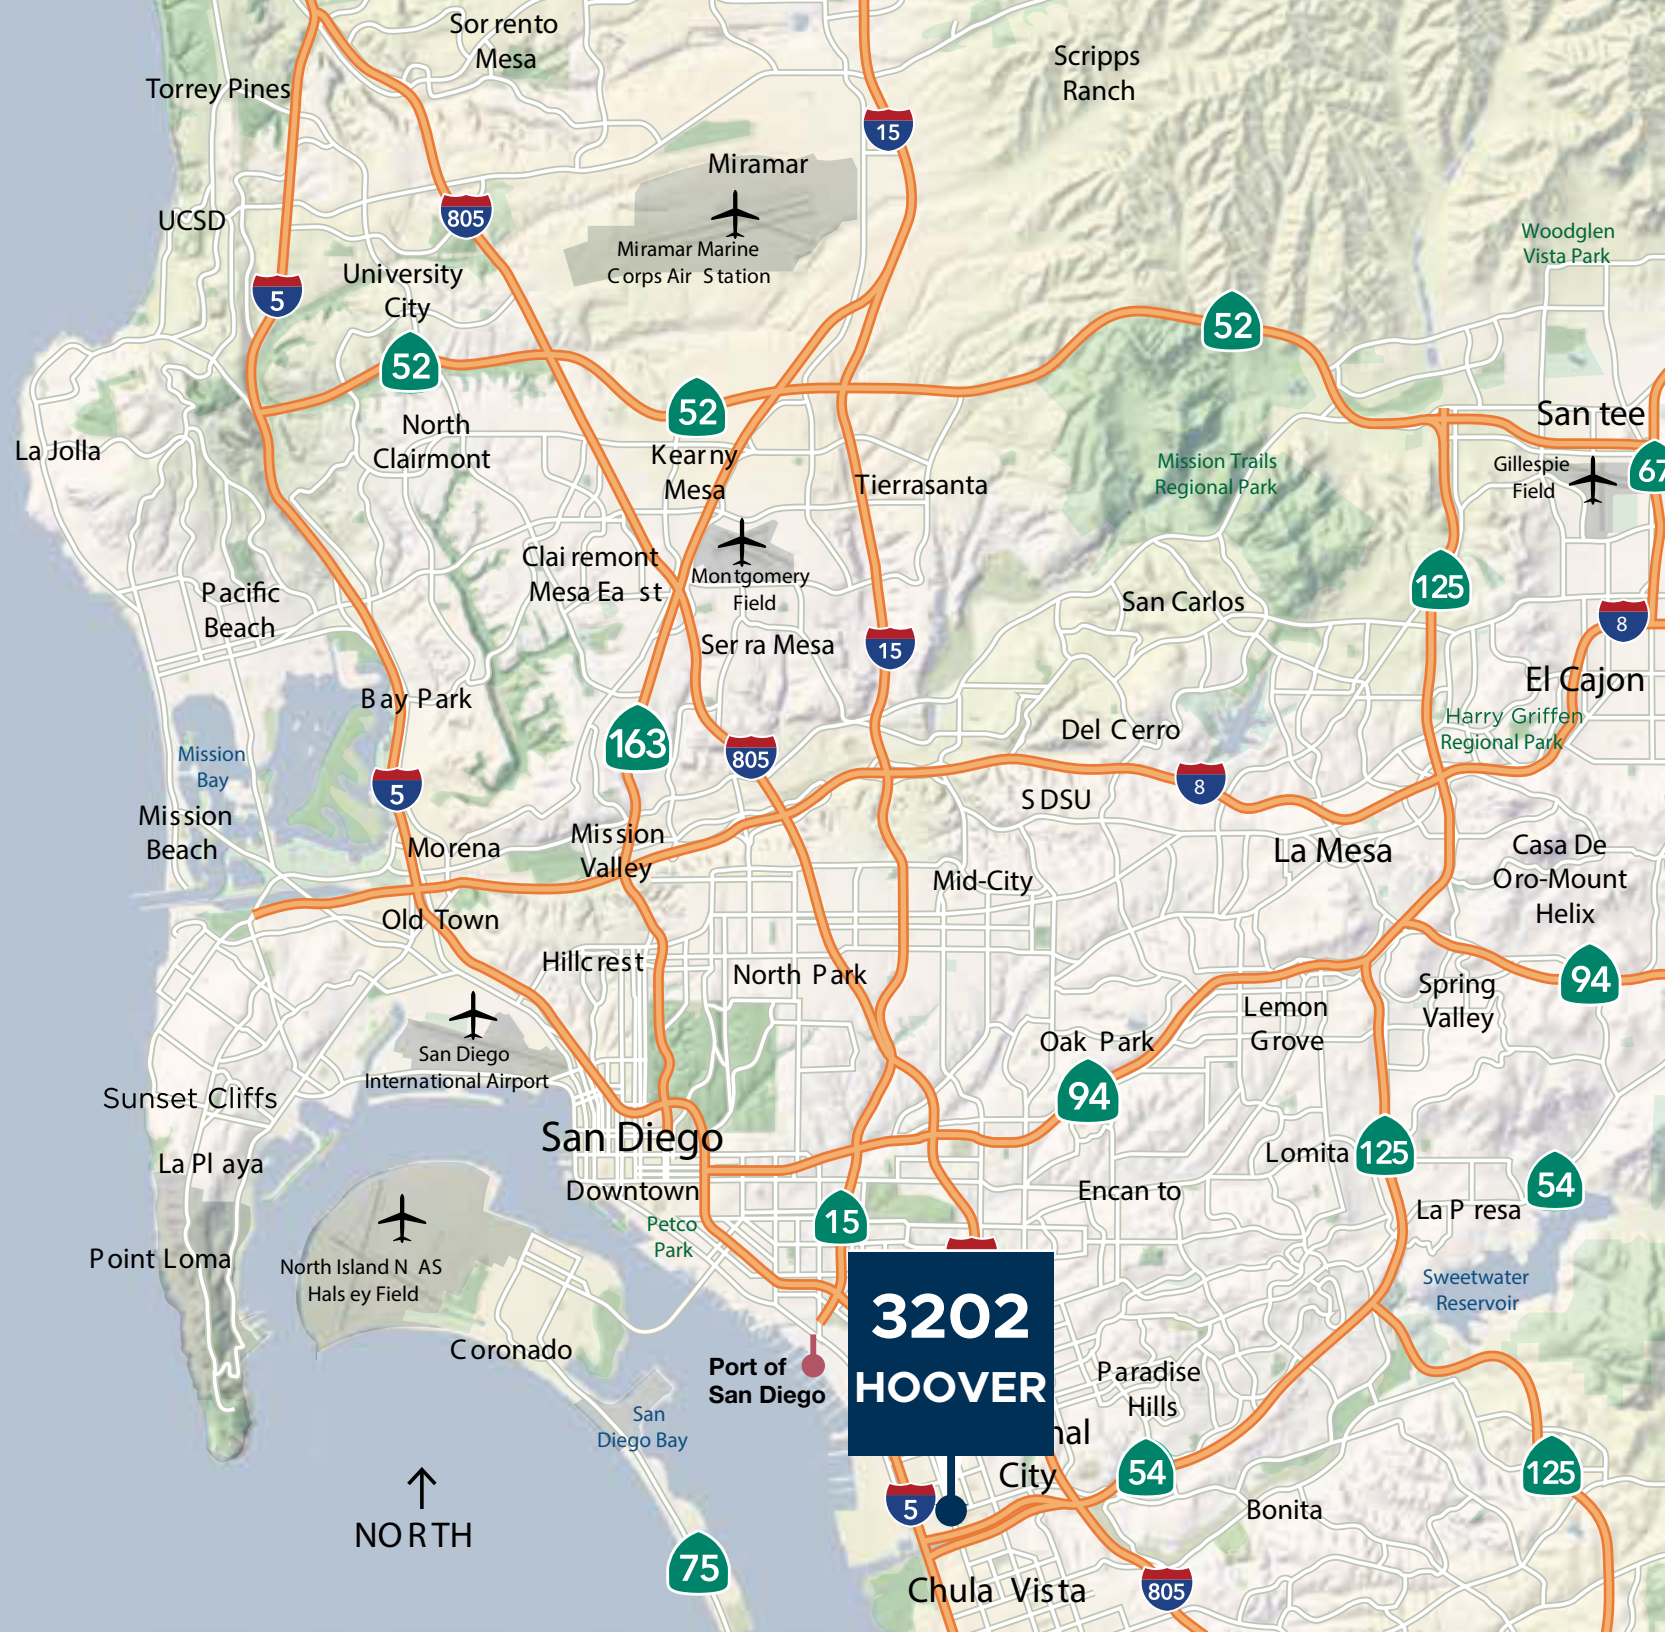 Sorrento
Mesa
Scripps
Ranch
Torrey Pines
15
Miramar
805
UCSD
Miramar Marine
Corps Air Station
Woodglen
Vista Park
University
City
5
52
52
52
San tee
North
Clairmont
La Jolla
Kearny
Mesa
Tierrasanta
Mission Trails
Regional Park
Gillespie
Field
67
Clairemont
Mesa East
Montgomery
Field
125
Pacific
Beach
San Carlos
8
Serra Mesa
15
El Cajon
Bay Park
Harry Griffen
Regional Park
163
Del Cerro
Mission
Bay
805
5
8
SDSU
Mission
Beach
Morena
Mission
Valley
La Mesa
Casa De
Oro-Mount
Helix
Mid-City
Old Town
Hillcrest
North Park
94
Spring
Valley
Lemon
Grove
San Diego
International Airport
Oak Park
94
Sunset Cliffs
San Diego
Lomita
125
La Playa
54
Downtown
Encanto
La Presa
15
Petco
Park
Point Loma
North Island NAS
Halsey Field
Sweetwater
Reservoir
3202
HOOVER
Coronado
Port of
San Diego
Paradise
Hills
San
Diego Bay
nal
City
54
125
5
Bonita
NORTH
75
Chula Vista
805